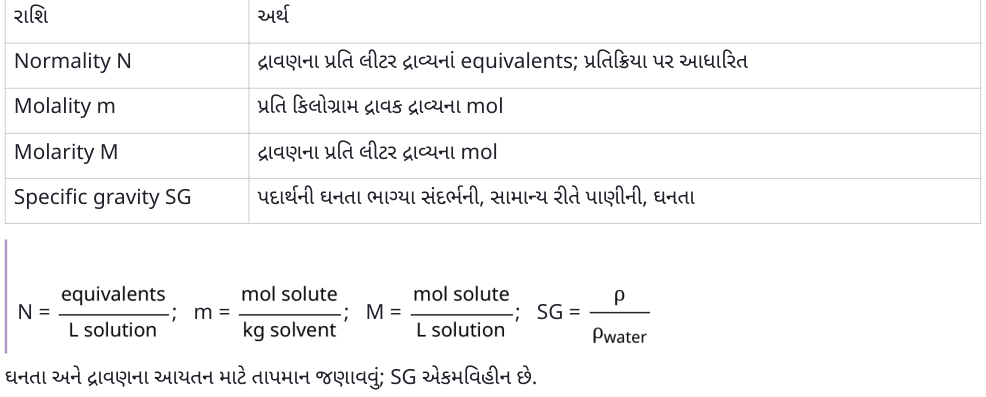 રાશિ અર્થ
Normality N દ્રાવણના પ્રતિ લીટર દ્રાવ્યનાં equivalents; પ્રતિક્રિયા પર આધારિત
Molality m પ્રતિ કિલોગ્રામ દ્રાવક દ્રાવ્યના mol
Molarity M દ્રાવણના પ્રતિ લીટર દ્રાવ્યના mol
Specific gravity SG પદાર્થની ઘનતા ભાગ્યા સંદર્ભની, સામાન્ય રીતે પાણીની, ઘનતા
N = equivalents / L solution; m = mol solute / kg solvent; M = mol solute / L solution; SG = ρ / ρwater
ઘનતા અને દ્રાવણના આયતન માટે તાપમાન જણાવવું; SG એકમવિહીન છે.